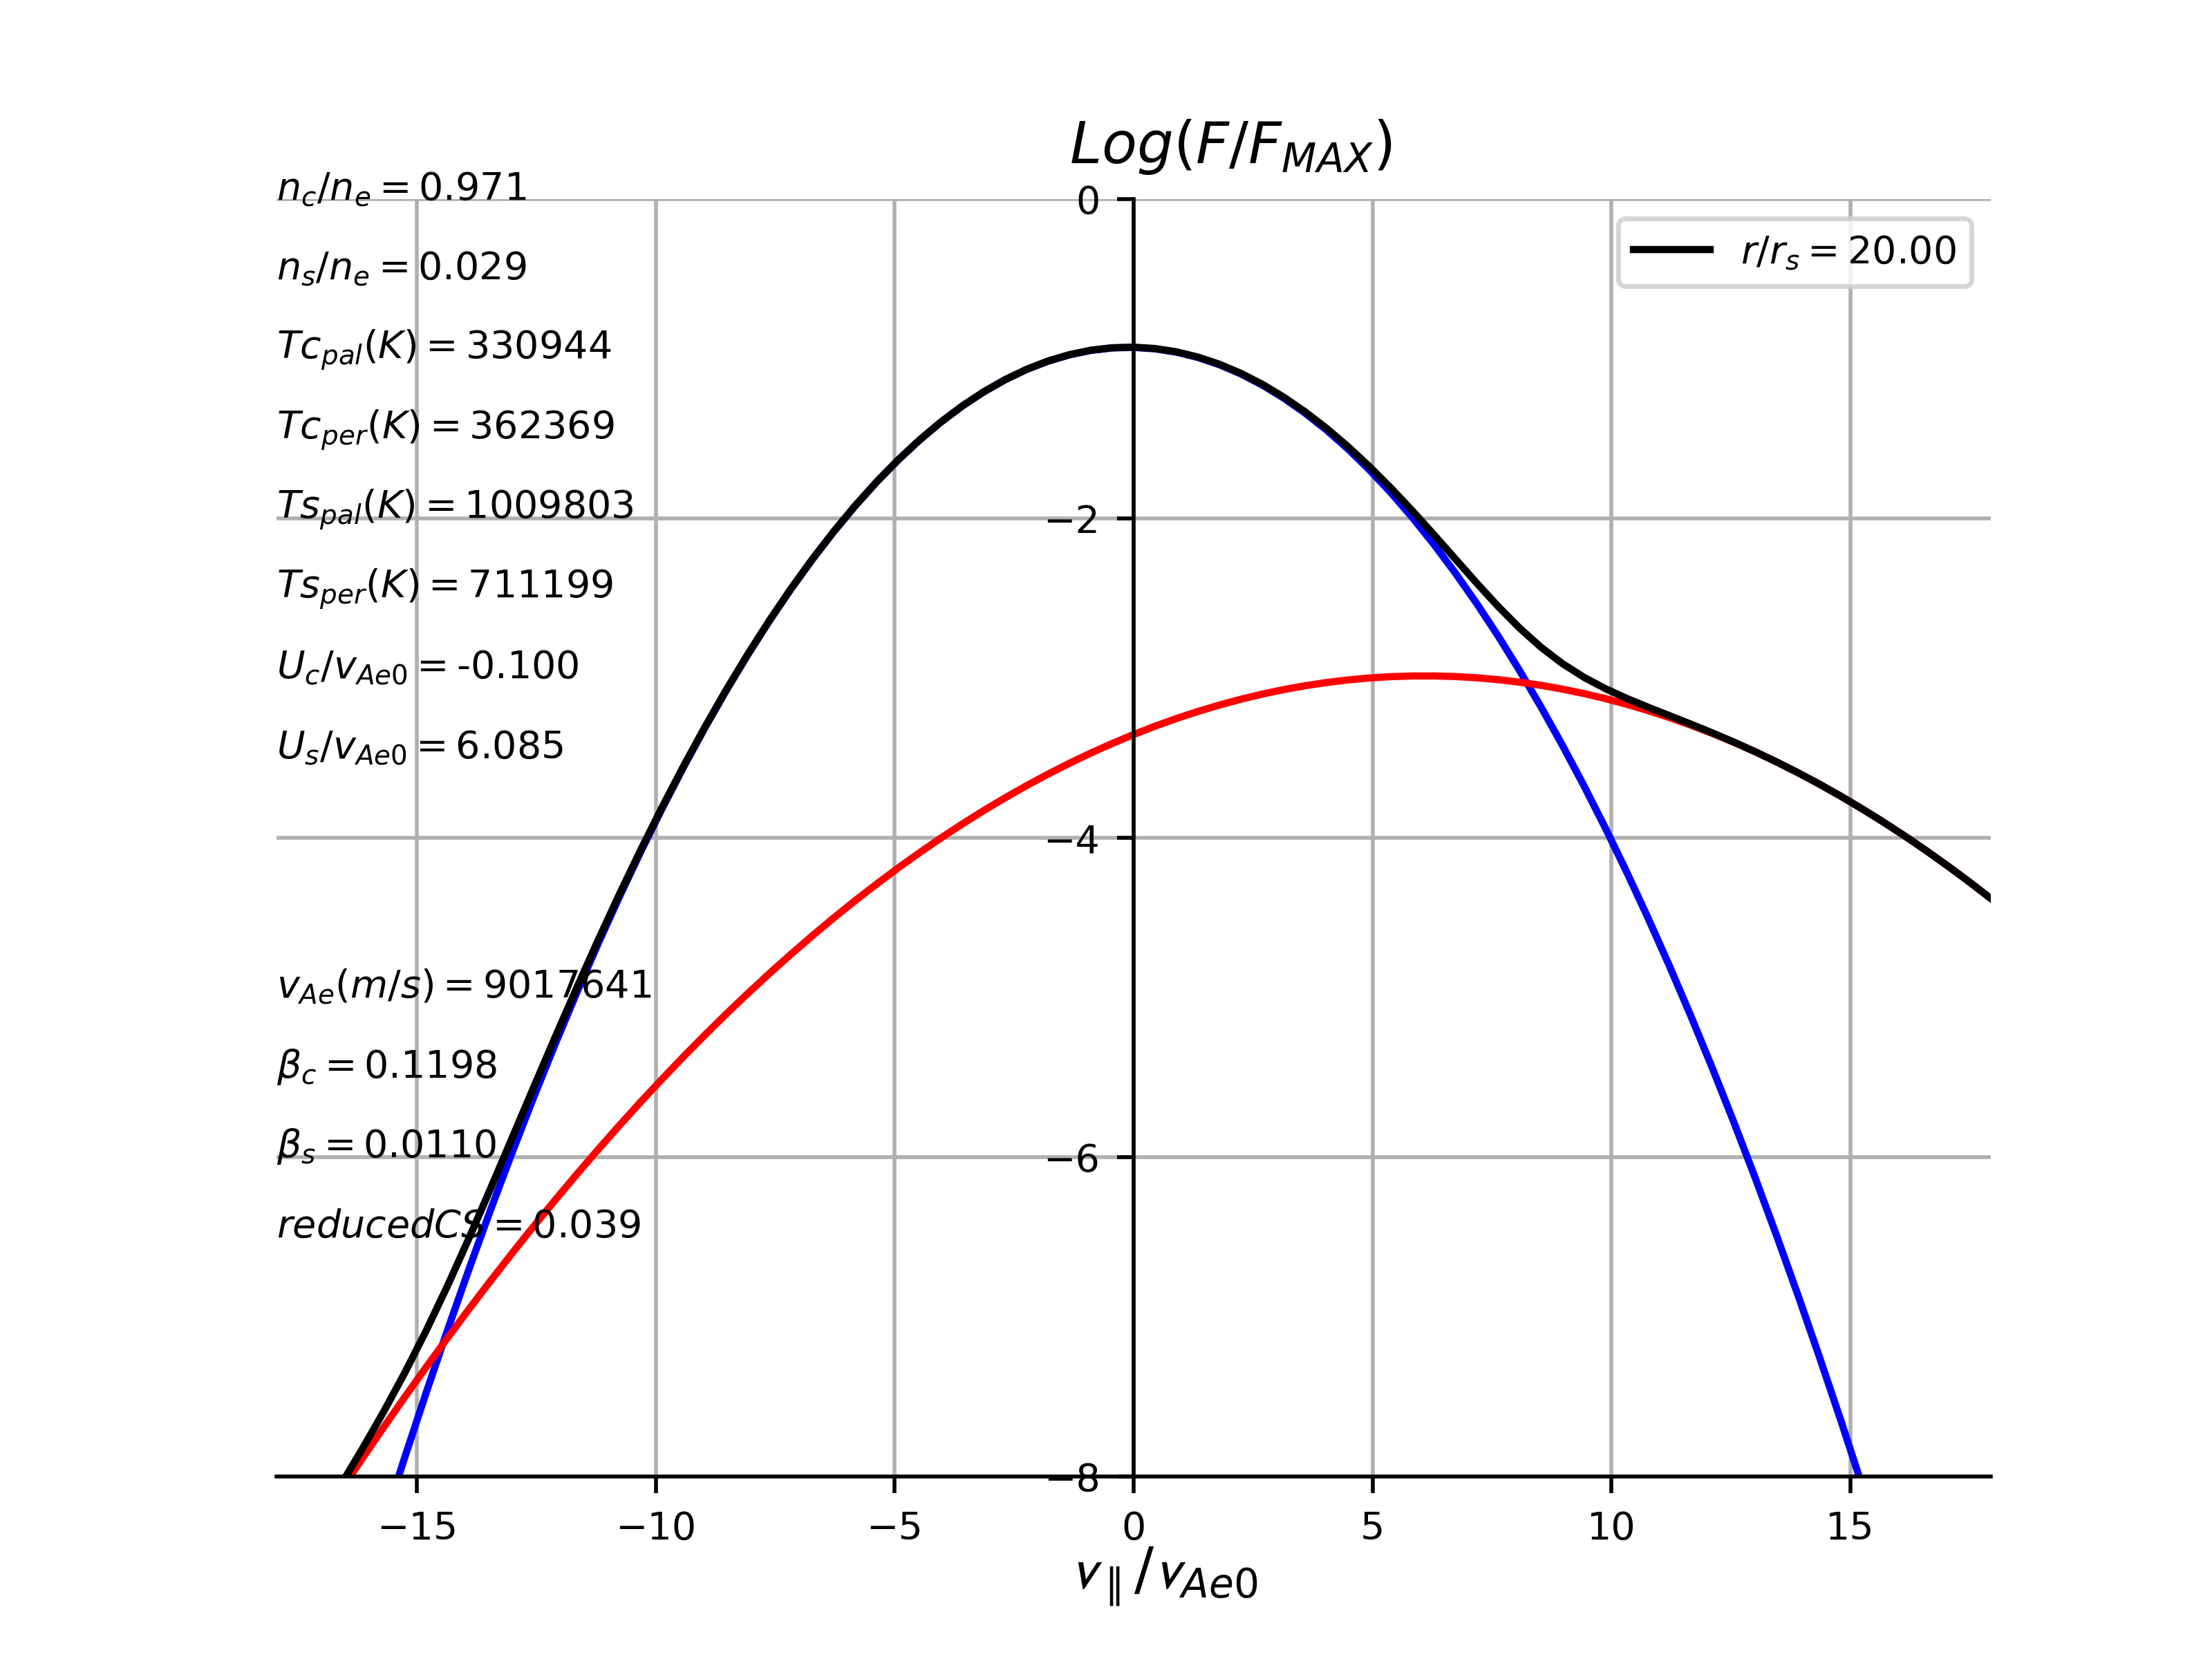 Log(F/F_MAX)
n_c/n_e = 0.971
n_s/n_e = 0.029
Tc_pal(K) = 330944
Tc_per(K) = 362369
Ts_pal(K) = 1009803
Ts_per(K) = 711199
U_c/v_Ae0 = -0.100
U_s/v_Ae0 = 6.085
v_Ae(m/s) = 9017641
β_c = 0.1198
β_s = 0.0110
reducedCS = 0.039
r/r_s = 20.00
0
−2
−4
−6
−8
−15 −10 −5 0 5 10 15
v_∥/v_Ae0